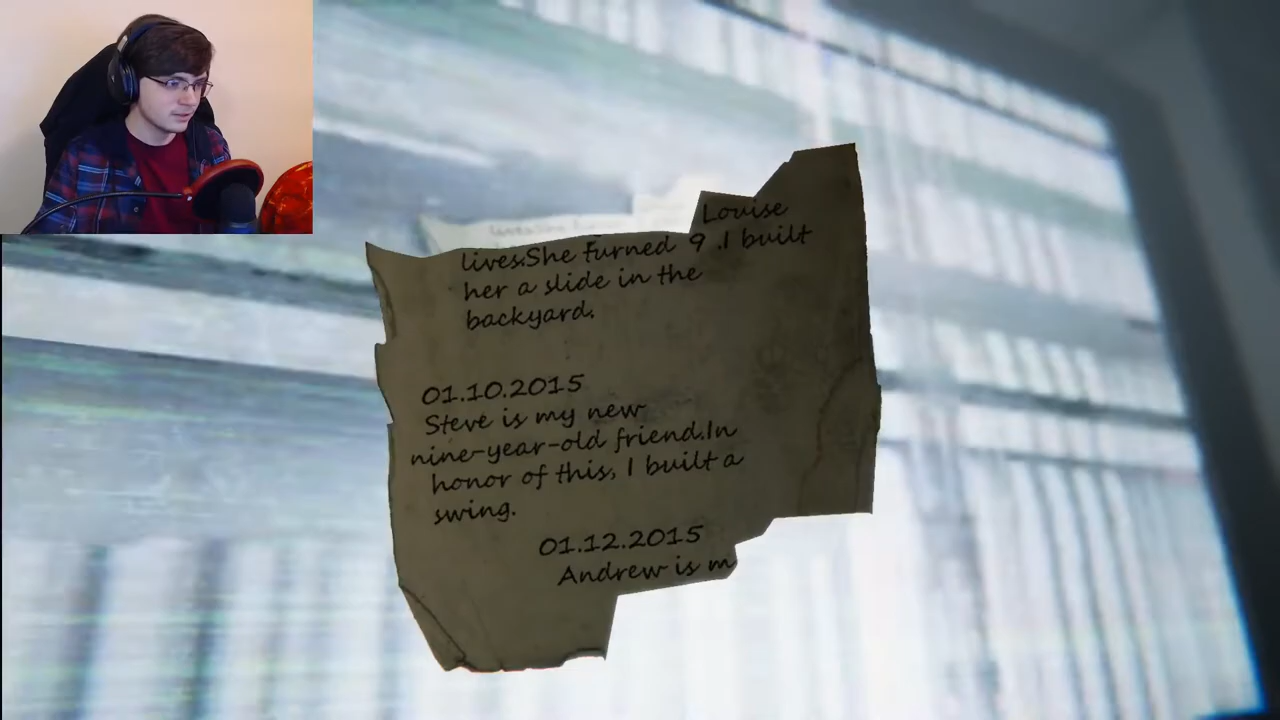 Louise
lives.She turned 9 .I built
her a slide in the
backyard.
01.10.2015
Steve is my new
nine-year-old friend.In
honor of this, I built a
swing.
01.12.2015
Andrew is m